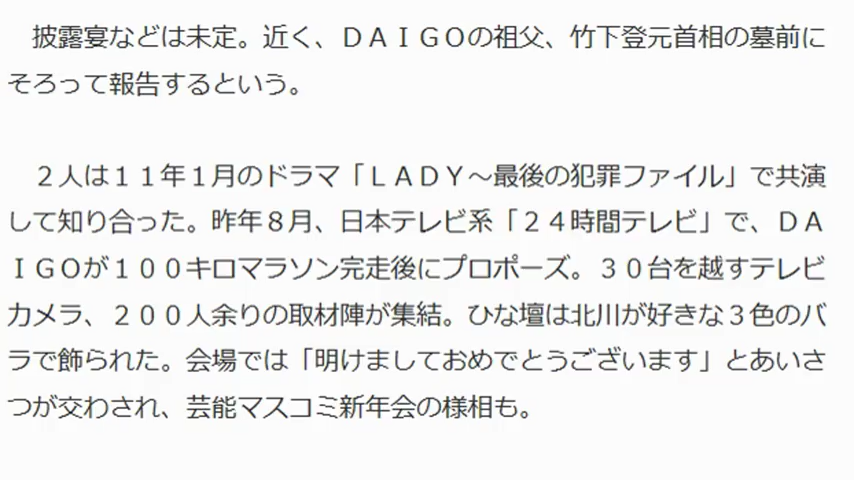 披露宴などは未定。近く、ＤＡＩＧＯの祖父、竹下登元首相の墓前に
そろって報告するという。
２人は１１年１月のドラマ「ＬＡＤＹ～最後の犯罪ファイル」で共演
して知り合った。昨年８月、日本テレビ系「２４時間テレビ」で、ＤＡ
ＩＧＯが１００キロマラソン完走後にプロポーズ。３０台を越すテレビ
カメラ、２００人余りの取材陣が集結。ひな壇は北川が好きな３色のバ
ラで飾られた。会場では「明けましておめでとうございます」とあいさ
つが交わされ、芸能マスコミ新年会の様相も。